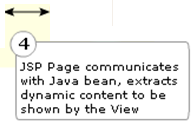 4
JSP Page communicates
with Java bean, extracts
dynamic content to be
shown by the View